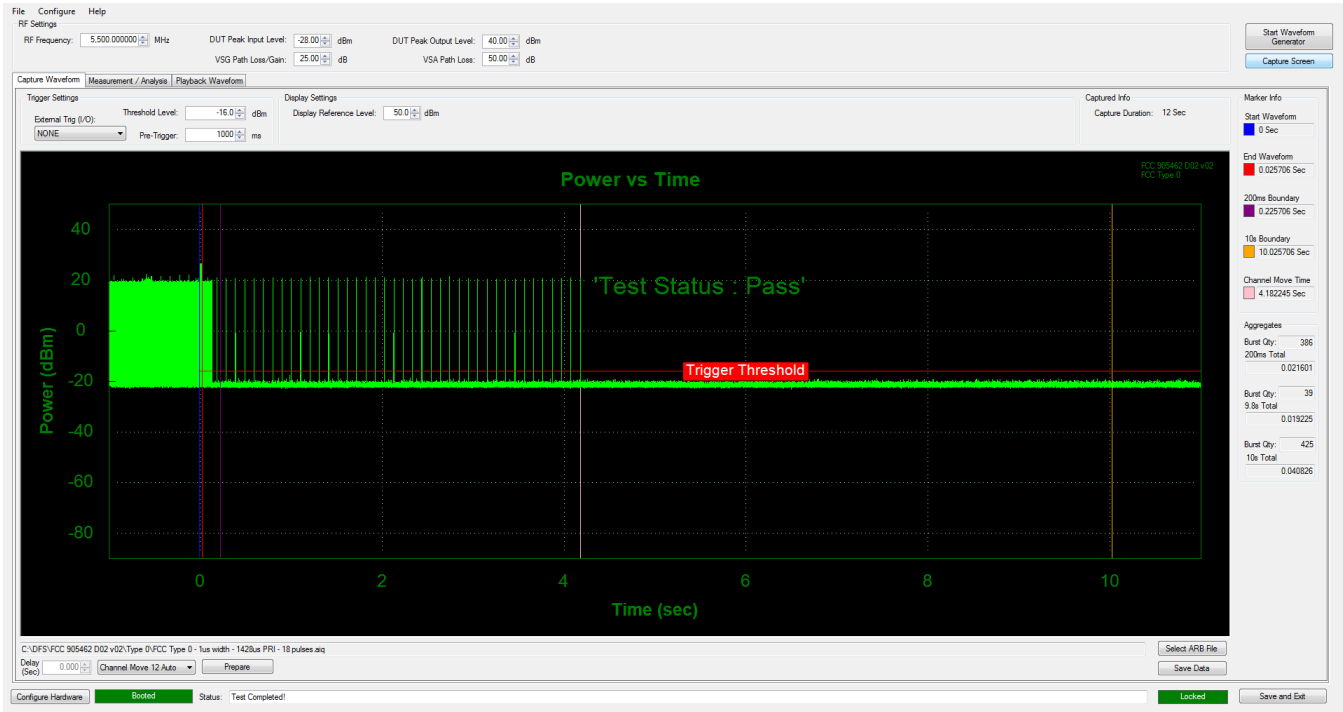 File Configure Help
RF Settings
RF Frequency: 5,500.000000 MHz DUT Peak Input Level: -28.00 dBm DUT Peak Output Level: 40.00 dBm
VSG Path Loss/Gain: 25.00 dB VSA Path Loss: 50.00 dB
Start Waveform
Generator
Capture Screen
Capture Waveform Measurement / Analysis Playback Waveform
Trigger Settings
External Trig (I/O): Threshold Level: -16.0 dBm
NONE Pre-Trigger: 1000 ms
Display Settings
Display Reference Level: 50.0 dBm
Captured Info
Capture Duration: 12 Sec
Marker Info
Start Waveform
0 Sec
End Waveform
0.025706 Sec
200ms Boundary
0.225706 Sec
10s Boundary
10.025706 Sec
Channel Move Time
4.182245 Sec
Aggregates
Burst Qty: 386
200ms Total
0.021601
Burst Qty: 39
9.8s Total
0.019225
Burst Qty: 425
10s Total
0.040826
FCC 905462 D02 v02
FCC Type 0
Power vs Time
'Test Status : Pass'
Trigger Threshold
Power (dBm)
40
20
0
-20
-40
-60
-80
0 2 4 6 8 10
Time (sec)
C:\DFS\FCC 905462 D02 v02\Type 0\FCC Type 0 - 1us width - 1428us PRI - 18 pulses.aiq
Select ARB File
Delay
(Sec) 0.000 Channel Move 12 Auto Prepare
Save Data
Configure Hardware Booted Status: Test Completed! Locked Save and Exit